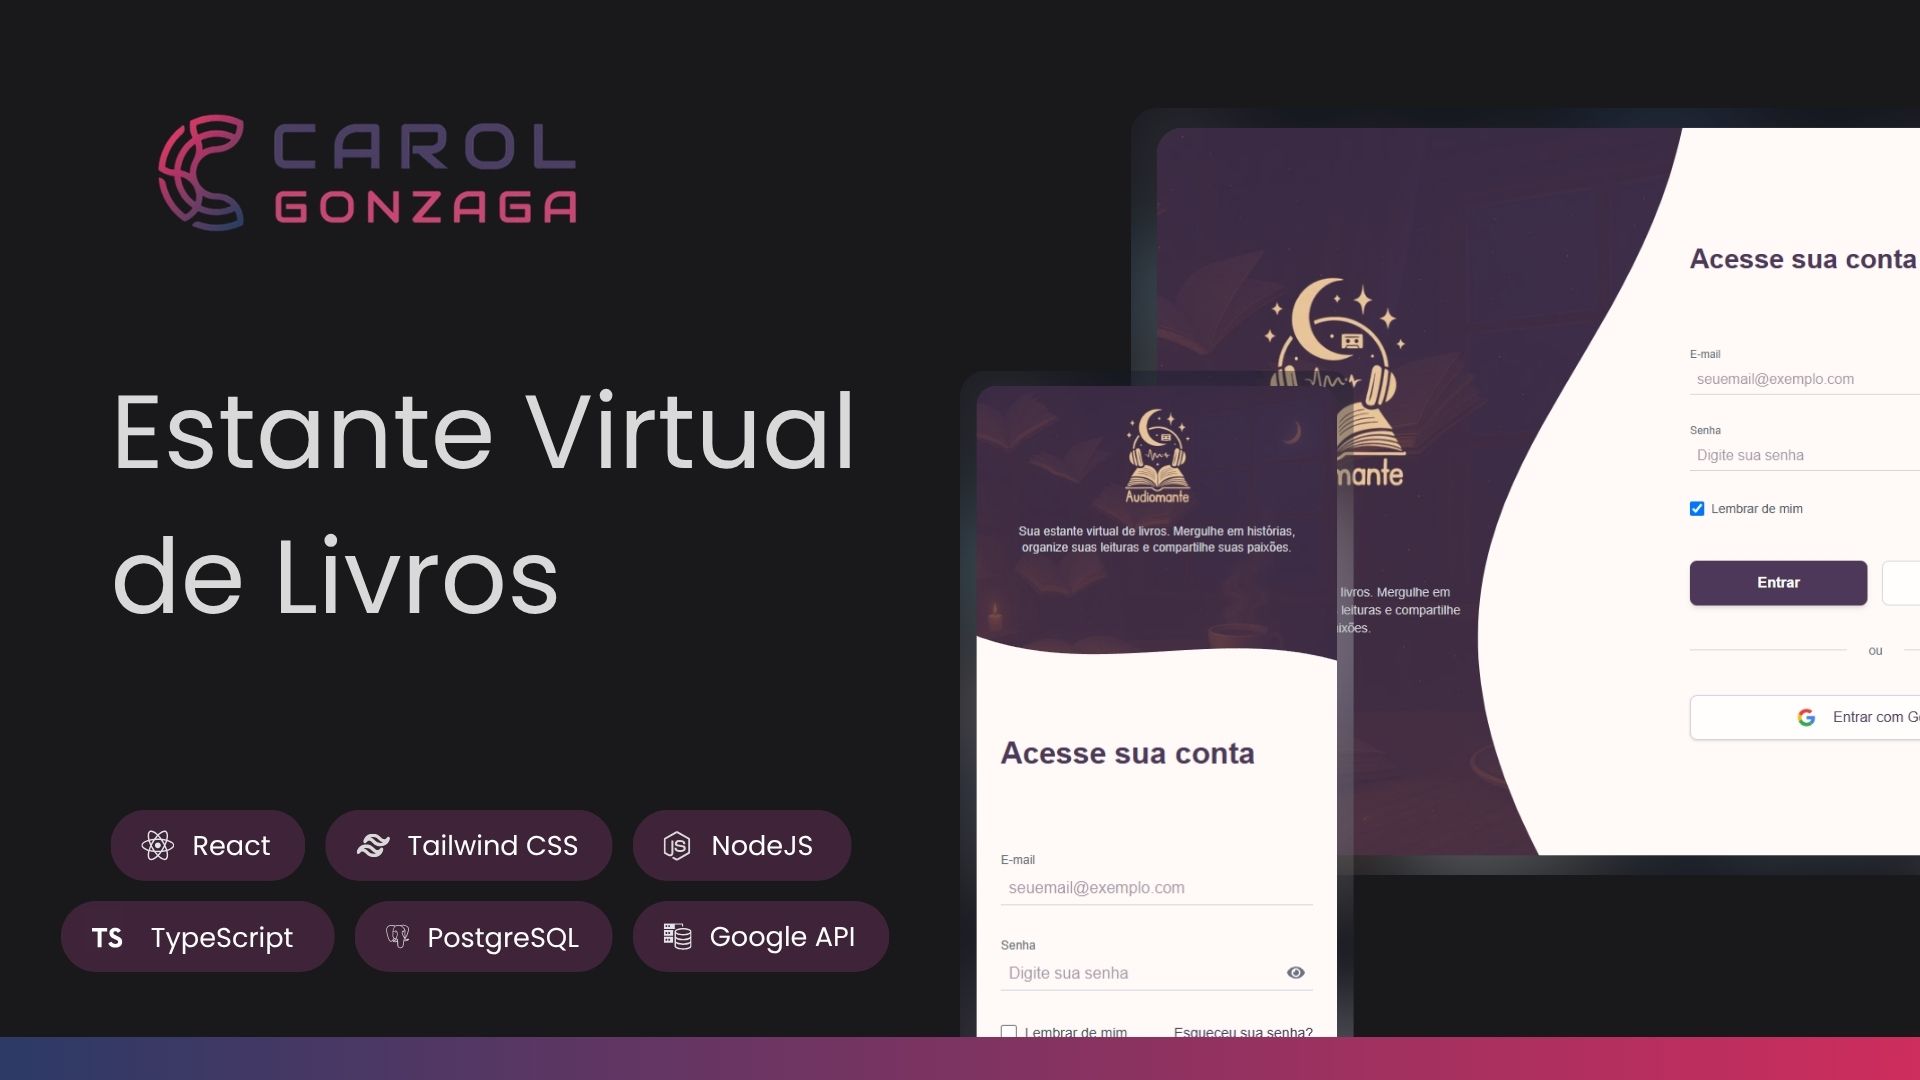 CAROL
GONZAGA
Estante Virtual
de Livros
React
Tailwind CSS
NodeJS
TS TypeScript
PostgreSQL
Google API
Audiomante
Sua estante virtual de livros. Mergulhe em histórias,
organize suas leituras e compartilhe suas paixões.
Acesse sua conta
E-mail
seuemail@exemplo.com
Senha
Digite sua senha
Lembrar de mim
Esqueceu sua senha?
mante
livros. Mergulhe em
leituras e compartilhe
ixões.
Acesse sua conta
E-mail
seuemail@exemplo.com
Senha
Digite sua senha
Lembrar de mim
Entrar
ou
Entrar com G